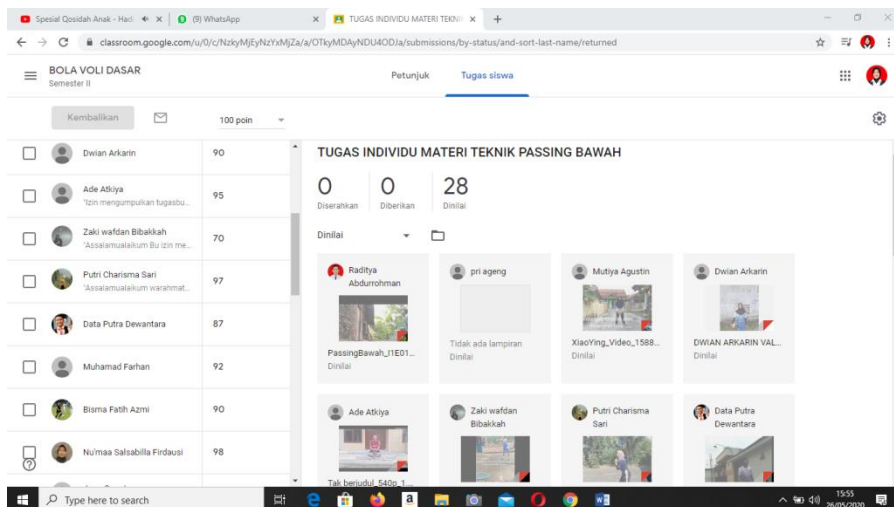 Spesial Qosidah Anak - Hadi
(9) WhatsApp
TUGAS INDIVIDU MATERI TEKNI
classroom.google.com/u/0/c/NzkyMjEyNzYxMjZa/a/OTkyMDAyNDU4ODJa/submissions/by-status/and-sort-last-name/returned
BOLA VOLI DASAR
Semester II
Petunjuk
Tugas siswa
Kembalikan
100 poin
Dwian Arkarin
90
Ade Atkiya
95
"Izin mengumpulkan tugasbu...
Zaki wafdan Bibakkah
70
"Assalamualaikum Bu izin me...
Putri Charisma Sari
97
"Assalamualaikum warahmat...
Data Putra Dewantara
87
Muhamad Farhan
92
Bisma Fatih Azmi
90
Nu'maa Salsabilla Firdausi
98
TUGAS INDIVIDU MATERI TEKNIK PASSING BAWAH
0
0
28
Diserahkan
Diberikan
Dinilai
Dinilai
Raditya
Abdurrohman
PassingBawah_I1E01...
Dinilai
pri ageng
Tidak ada lampiran
Dinilai
Mutiya Agustin
XiaoYing_Video_1588...
Dinilai
Dwian Arkarin
DWIAN ARKARIN VAL...
Dinilai
Ade Atkiya
Tak berjudul_540p_1...
Zaki wafdan
Bibakkah
Putri Charisma
Sari
Data Putra
Dewantara
Type here to search
15:55
26/05/2020